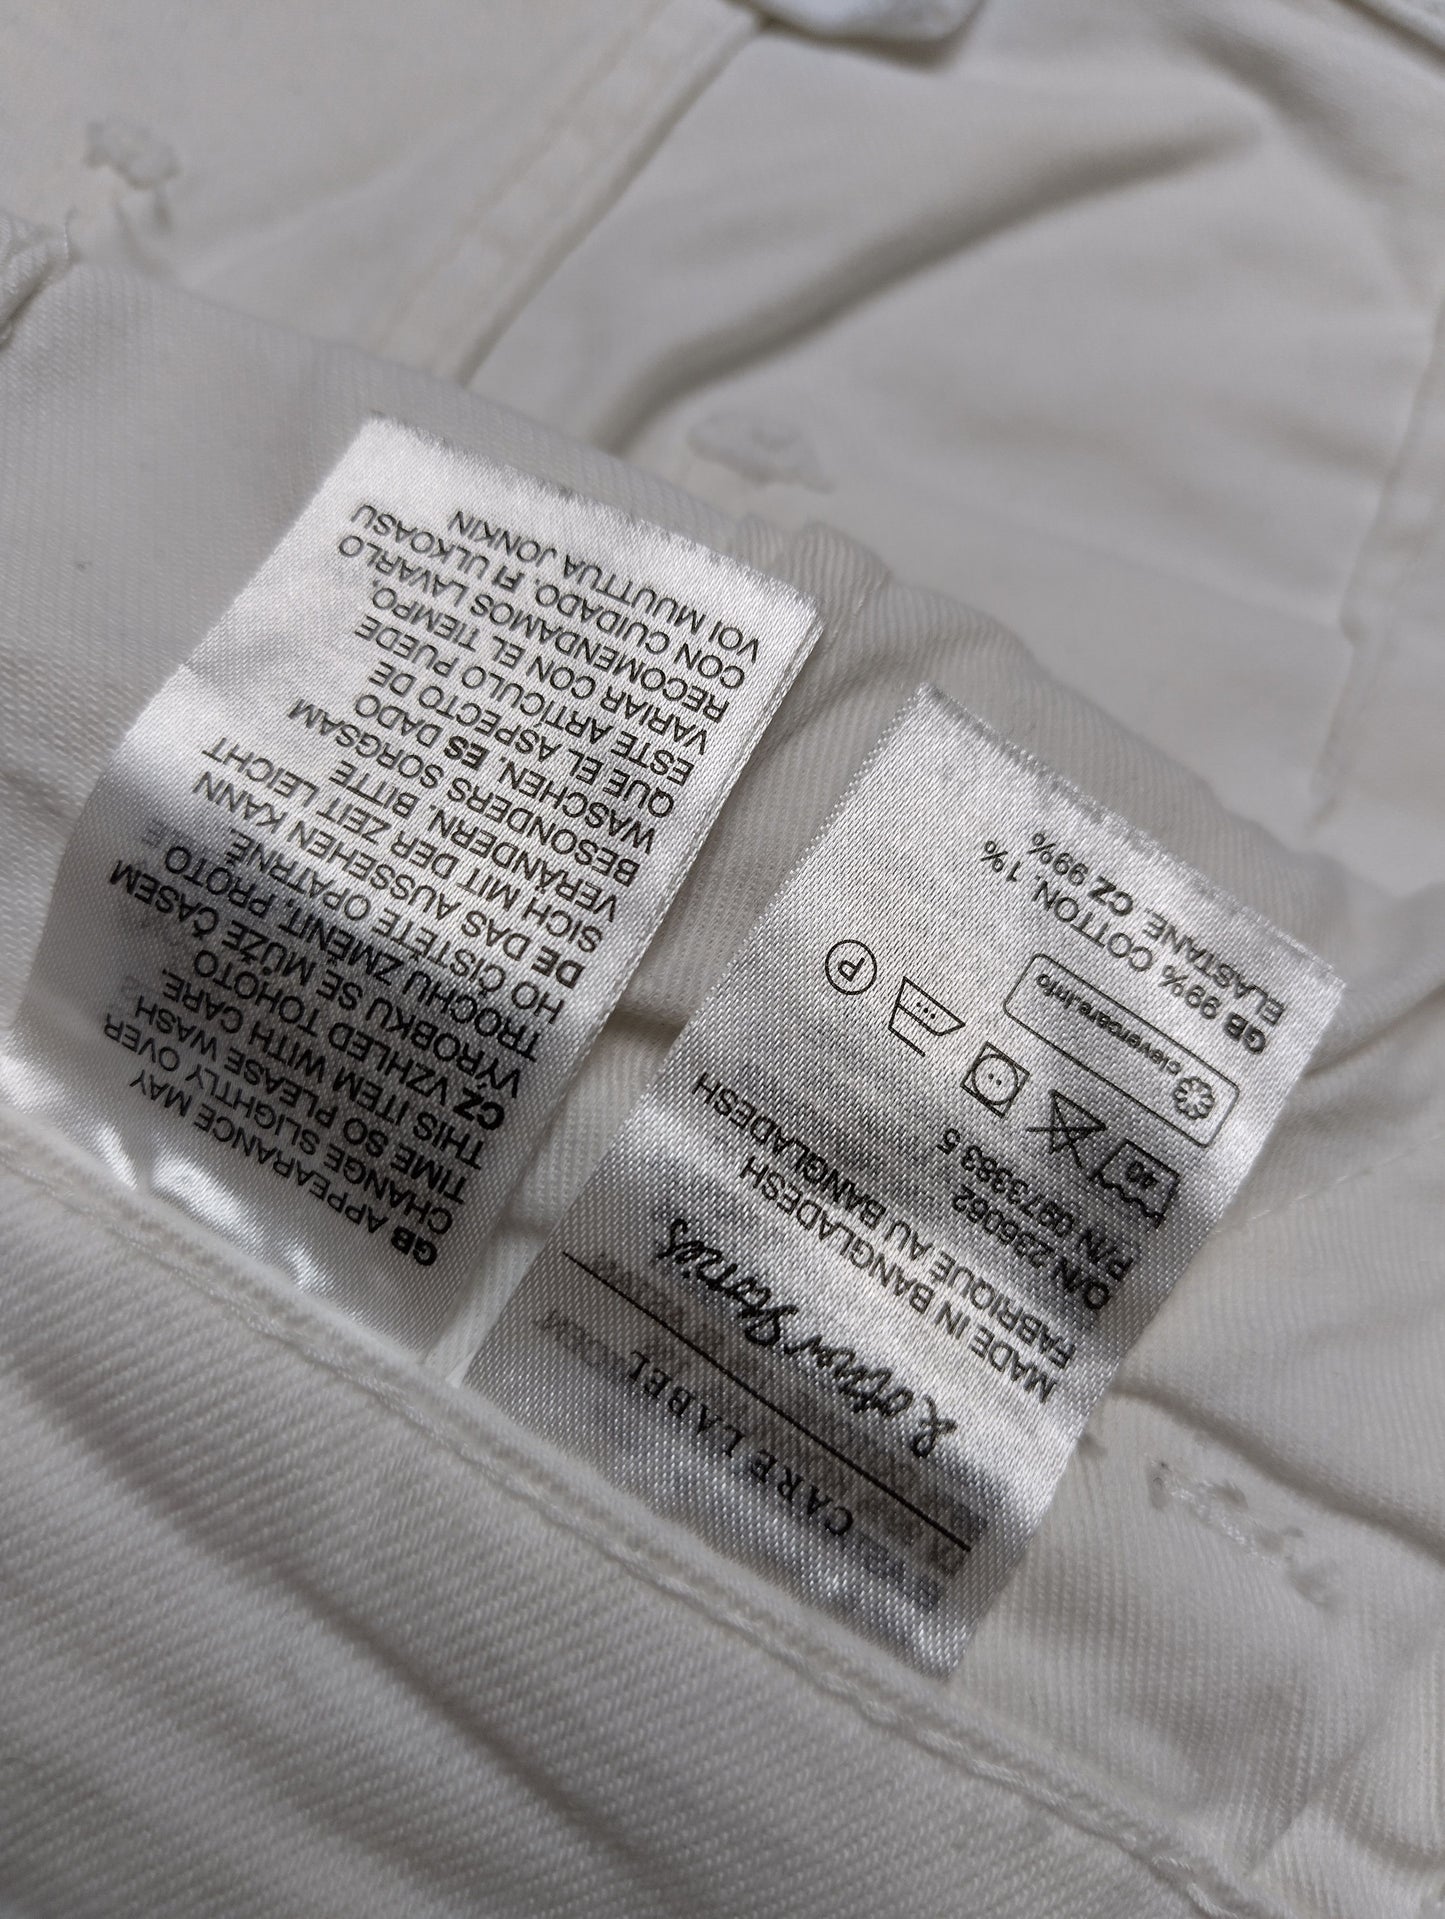 GB APPEARANCE MAY
CHANGE SLIGHTLY OVER
TIME SO PLEASE WASH
THIS ITEM WITH CARE.
CZ VZHLED TOHOTO
VÝROBKU SE MŮŽE ČASEM
TROCHU ZMĚNIT, PROTO
HO ČISTĚTE OPATRNĚ.
DE DAS AUSSEHEN KANN
SICH MIT DER ZEIT LEICHT
VERÄNDERN. BITTE
BESONDERS SORGSAM
WASCHEN. ES DADO
QUE EL ASPECTO DE
ESTE ARTICULO PUEDE
VARIAR CON EL TIEMPO,
RECOMENDAMOS LAVARLO
CON CUIDADO. FI ULKOASU
VOI MUUTTUA JONKIN
CARE LABEL
& other Stories
MADE IN BANGLADESH
FABRIQUE AU BANGLADESH
O/N 236062
P/N 0973383 5
40
P
clevercare.info
GB 99% COTTON, 1%
ELASTANE CZ 99%